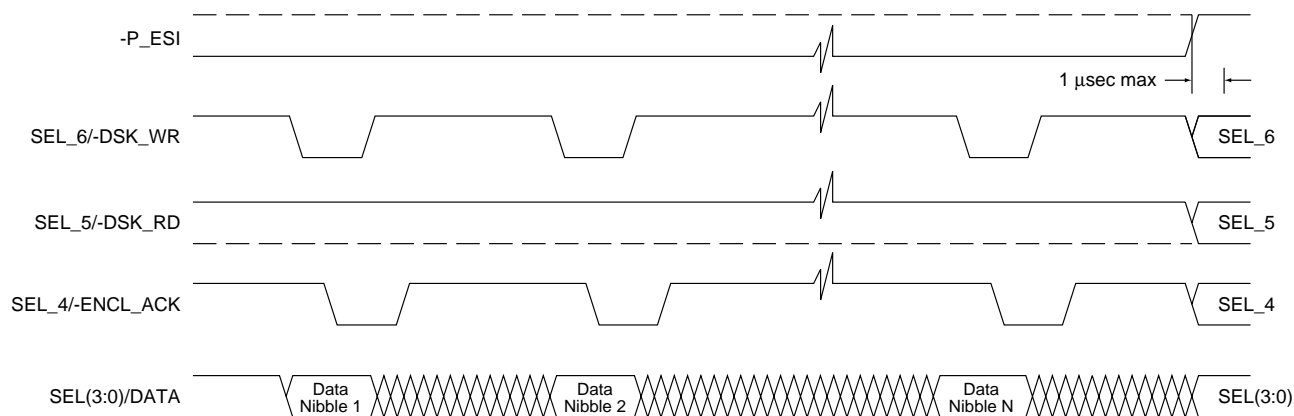 -P_ESI
1 μsec max
SEL_6/-DSK_WR
SEL_6
SEL_5/-DSK_RD
SEL_5
SEL_4/-ENCL_ACK
SEL_4
SEL(3:0)/DATA
Data
Nibble 1
Data
Nibble 2
Data
Nibble N
SEL(3:0)